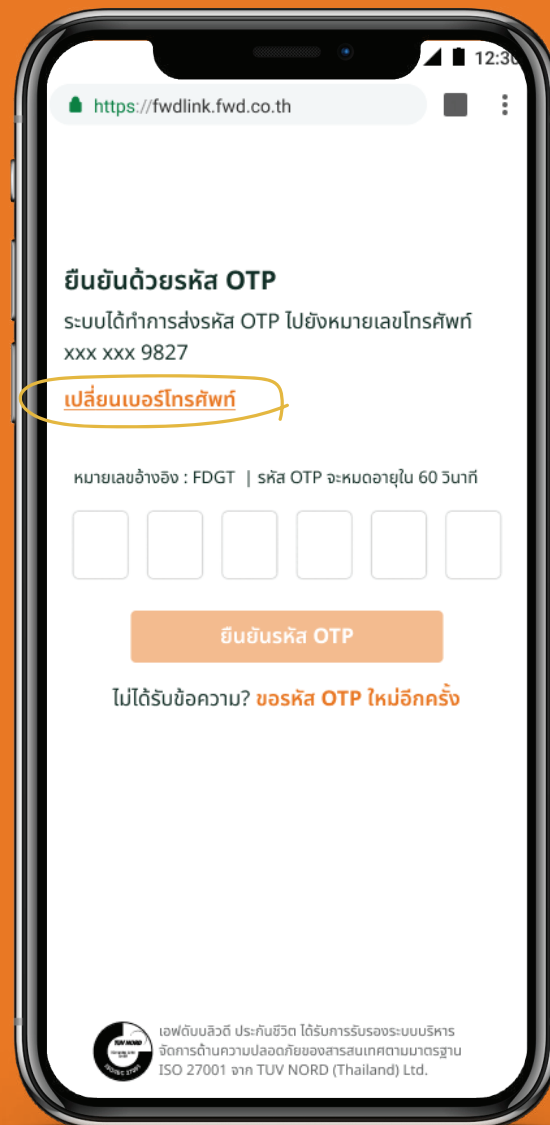 12:30
https://fwdlink.fwd.co.th
ยืนยันด้วยรหัส OTP
ระบบได้ทำการส่งรหัส OTP ไปยังหมายเลขโทรศัพท์
xxx xxx 9827
เปลี่ยนเบอร์โทรศัพท์
หมายเลขอ้างอิง : FDGT | รหัส OTP จะหมดอายุใน 60 วินาที
ยืนยันรหัส OTP
ไม่ได้รับข้อความ? ขอรหัส OTP ใหม่อีกครั้ง
TUV NORD
ISO/IEC 27001
เอฟดับบลิวดี ประกันชีวิต ได้รับการรับรองระบบบริหาร
จัดการด้านความปลอดภัยของสารสนเทศตามมาตรฐาน
ISO 27001 จาก TUV NORD (Thailand) Ltd.